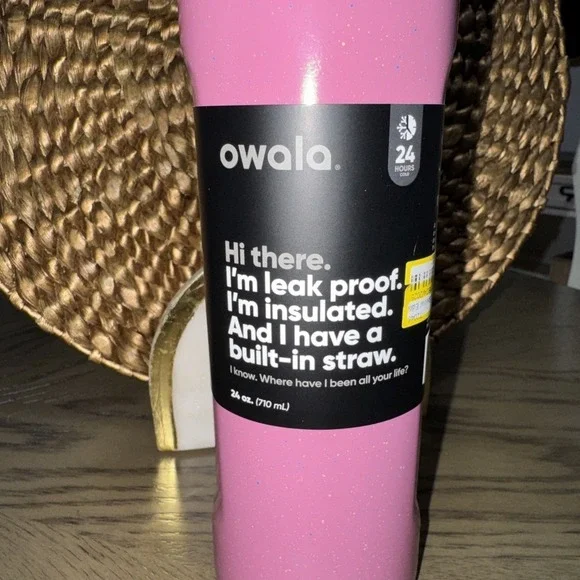 owala®
24
HOURS
COLD
Hi there.
I'm leak proof.
I'm insulated.
And I have a
built-in straw.
I know. Where have I been all your life?
24 oz. (710 mL)